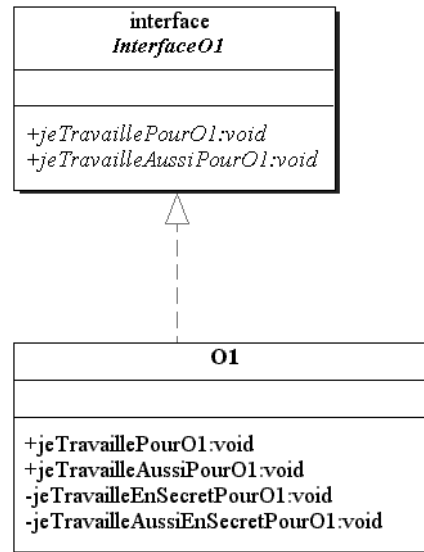 interface
InterfaceO1
+jeTravaillePourO1:void
+jeTravailleAussiPourO1:void
O1
+jeTravaillePourO1:void
+jeTravailleAussiPourO1:void
-jeTravailleEnSecretPourO1:void
-jeTravailleAussiEnSecretPourO1:void